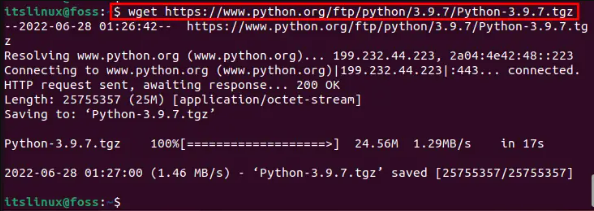 itslinux@foss:~$ wget https://www.python.org/ftp/python/3.9.7/Python-3.9.7.tgz
--2022-06-28 01:26:42--  https://www.python.org/ftp/python/3.9.7/Python-3.9.7.tg
z
Resolving www.python.org (www.python.org)... 199.232.44.223, 2a04:4e42:48::223
Connecting to www.python.org (www.python.org)|199.232.44.223|:443... connected.
HTTP request sent, awaiting response... 200 OK
Length: 25755357 (25M) [application/octet-stream]
Saving to: ‘Python-3.9.7.tgz’
Python-3.9.7.tgz    100%[===================>]  24.56M  1.29MB/s    in 17s
2022-06-28 01:27:00 (1.46 MB/s) - ‘Python-3.9.7.tgz’ saved [25755357/25755357]
itslinux@foss:~$